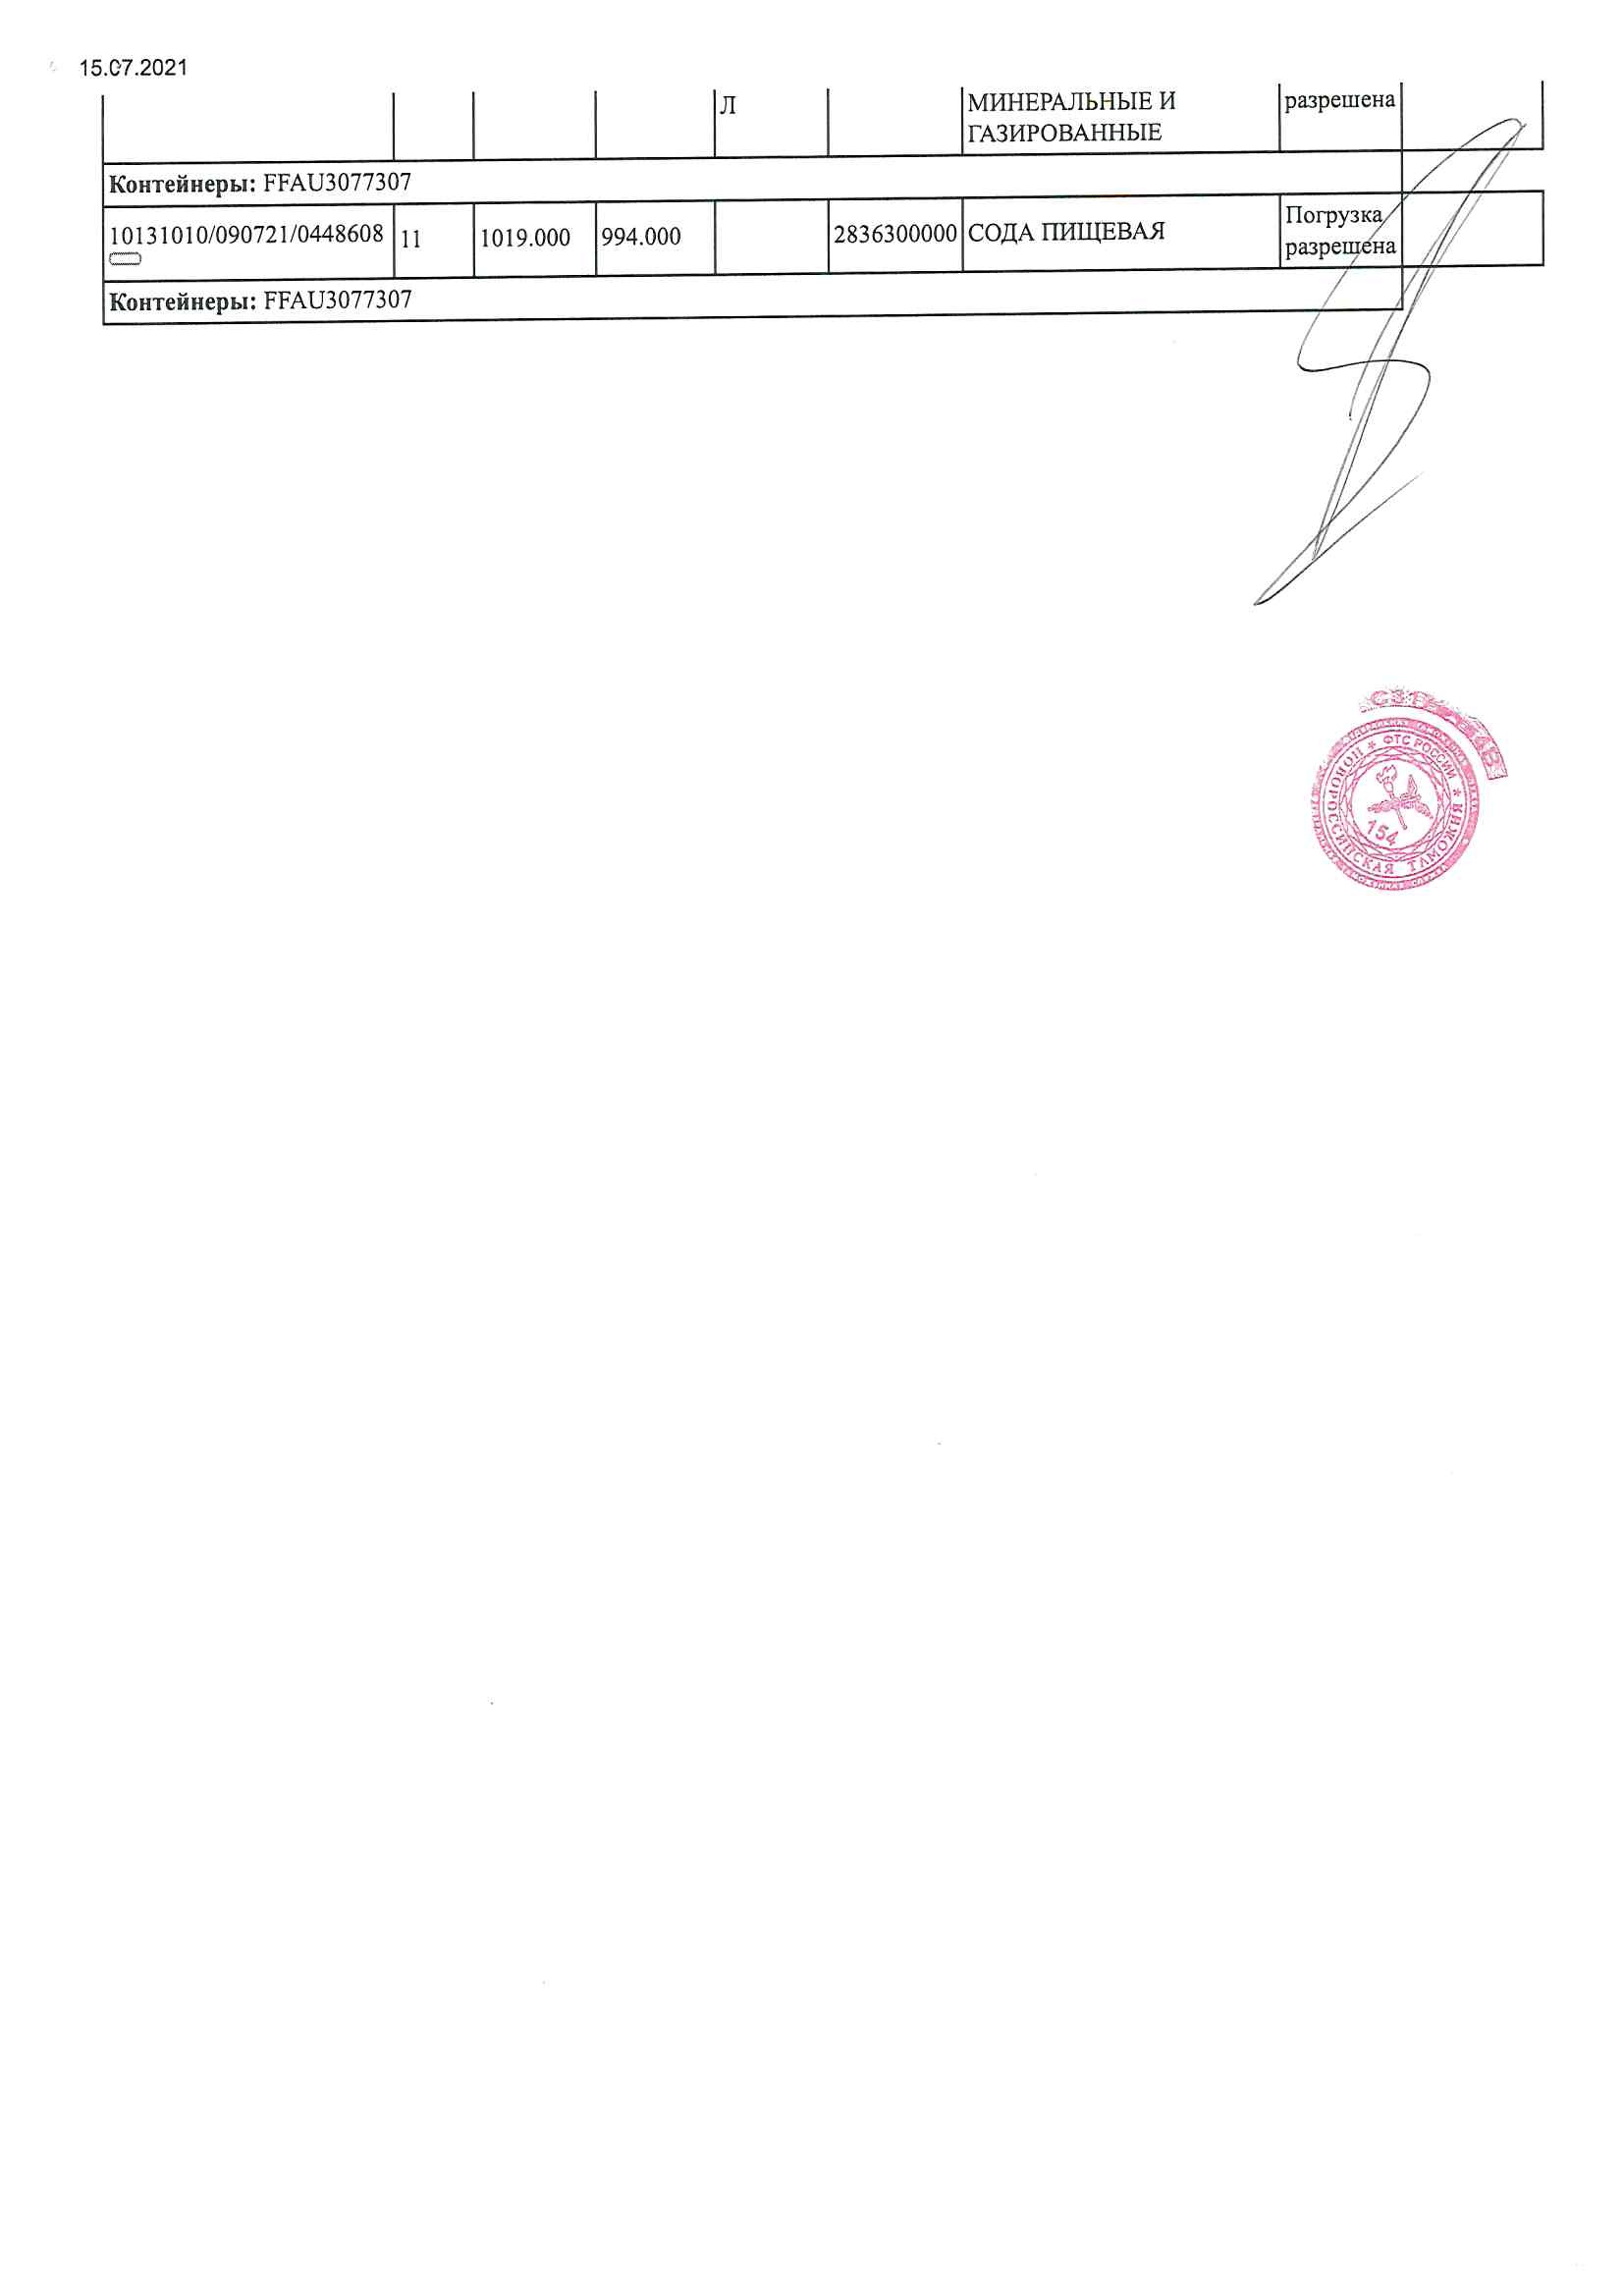 15.07.2021
Л МИНЕРАЛЬНЫЕ И разрешена
ГАЗИРОВАННЫЕ
Контейнеры: FFAU3077307
10131010/090721/0448608 11 1019.000 994.000 2836300000 СОДА ПИЩЕВАЯ Погрузка
разрешена
Контейнеры: FFAU3077307
ФТС РОССИИ
НОВОРОССИЙСКАЯ ТАМОЖНЯ
154